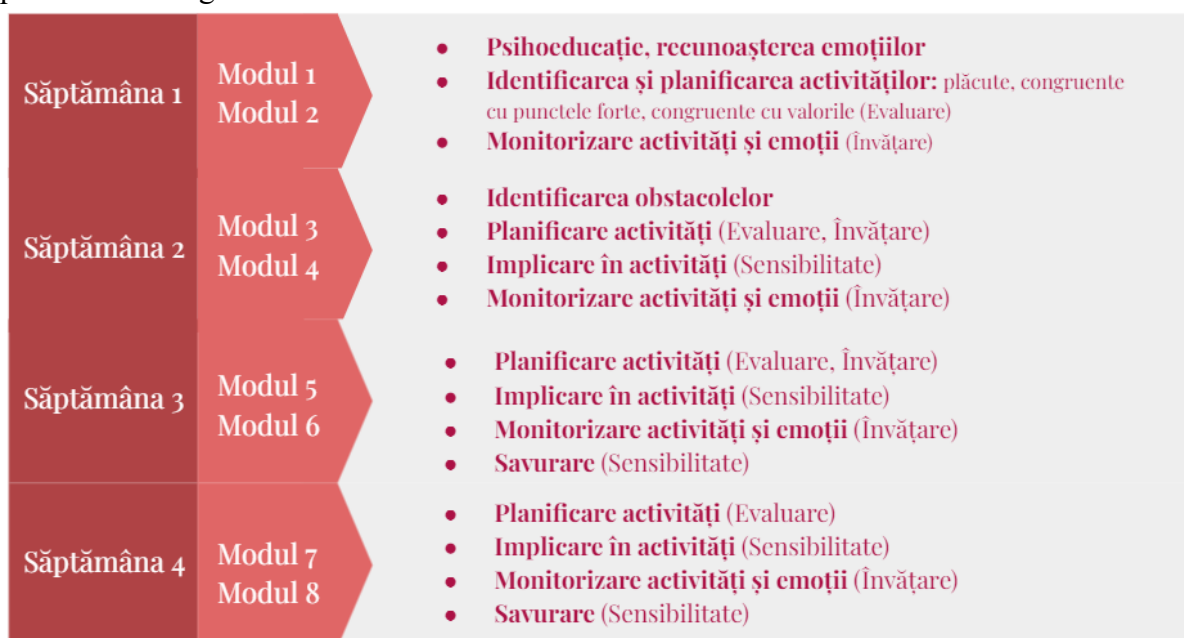 Săptămâna 1
Modul 1
Modul 2
● Psihoeducație, recunoașterea emoțiilor
● Identificarea și planificarea activităților: plăcute, congruente
cu punctele forte, congruente cu valorile (Evaluare)
● Monitorizare activități și emoții (Învățare)
Săptămâna 2
Modul 3
Modul 4
● Identificarea obstacolelor
● Planificare activități (Evaluare, Învățare)
● Implicare în activități (Sensibilitate)
● Monitorizare activități și emoții (Învățare)
Săptămâna 3
Modul 5
Modul 6
● Planificare activități (Evaluare, Învățare)
● Implicare în activități (Sensibilitate)
● Monitorizare activități și emoții (Învățare)
● Savurare (Sensibilitate)
Săptămâna 4
Modul 7
Modul 8
● Planificare activități (Evaluare)
● Implicare în activități (Sensibilitate)
● Monitorizare activități și emoții (Învățare)
● Savurare (Sensibilitate)